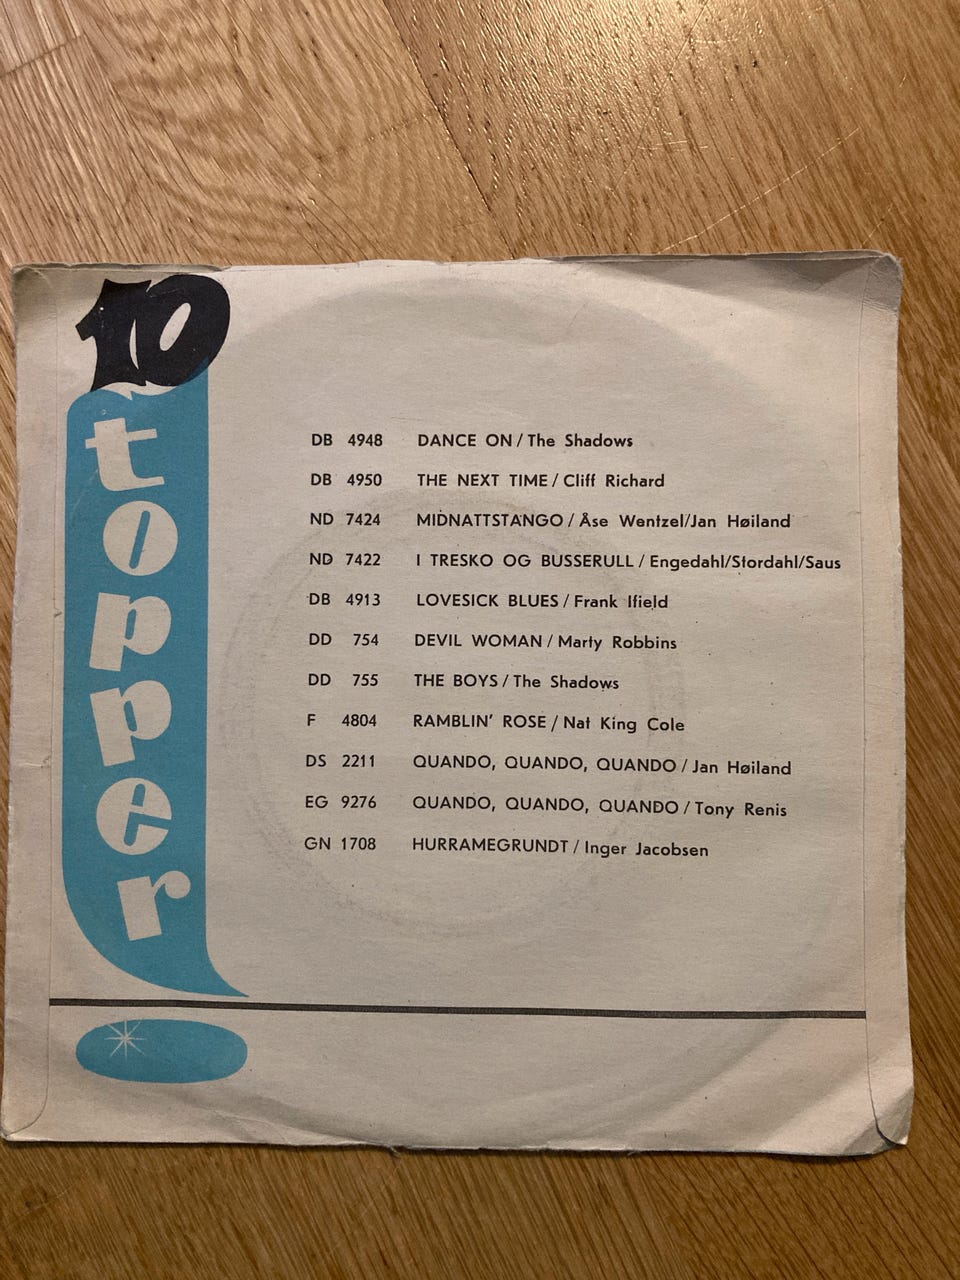 10
topper
DB 4948 DANCE ON / The Shadows
DB 4950 THE NEXT TIME / Cliff Richard
ND 7424 MIDNATTSTANGO / Åse Wentzel/Jan Høiland
ND 7422 I TRESKO OG BUSSERULL / Engedahl/Stordahl/Saus
DB 4913 LOVESICK BLUES / Frank Ifield
DD 754 DEVIL WOMAN / Marty Robbins
DD 755 THE BOYS / The Shadows
F 4804 RAMBLIN' ROSE / Nat King Cole
DS 2211 QUANDO, QUANDO, QUANDO / Jan Høiland
EG 9276 QUANDO, QUANDO, QUANDO / Tony Renis
GN 1708 HURRAMEGRUNDT / Inger Jacobsen